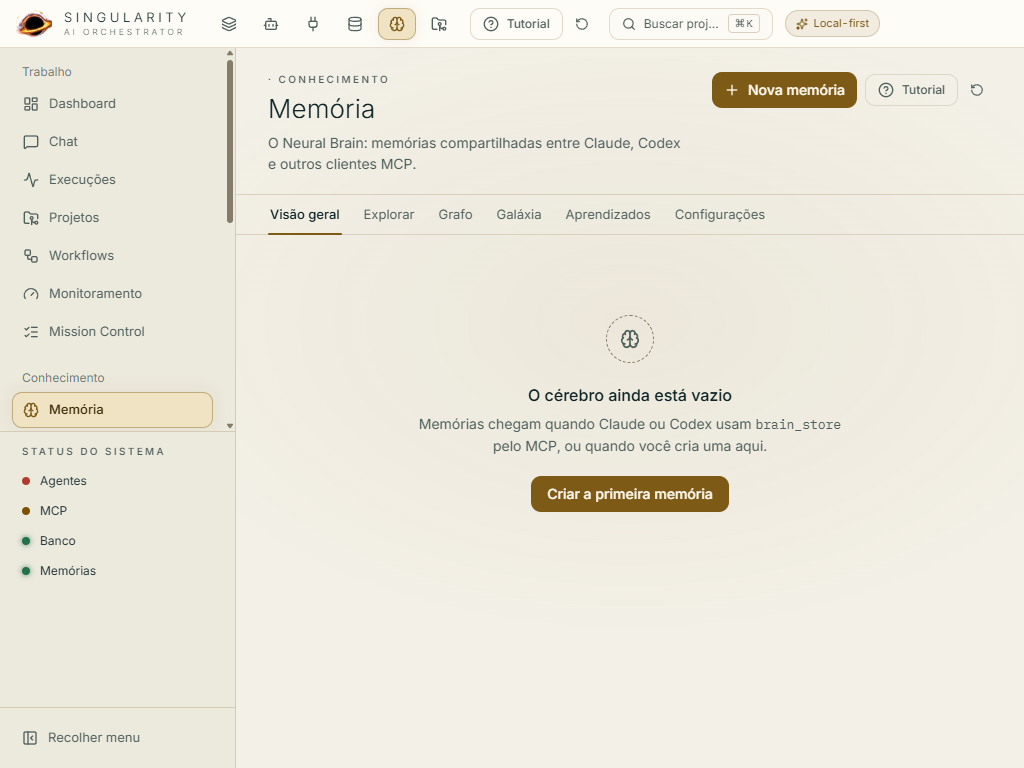 SINGULARITY
AI ORCHESTRATOR
Tutorial
Buscar proj...
⌘K
Local-first
Trabalho
Dashboard
Chat
Execuções
Projetos
Workflows
Monitoramento
Mission Control
Conhecimento
Memória
STATUS DO SISTEMA
Agentes
MCP
Banco
Memórias
Recolher menu
· CONHECIMENTO
Memória
O Neural Brain: memórias compartilhadas entre Claude, Codex
e outros clientes MCP.
Nova memória
Tutorial
Visão geral
Explorar
Grafo
Galáxia
Aprendizados
Configurações
O cérebro ainda está vazio
Memórias chegam quando Claude ou Codex usam brain_store
pelo MCP, ou quando você cria uma aqui.
Criar a primeira memória